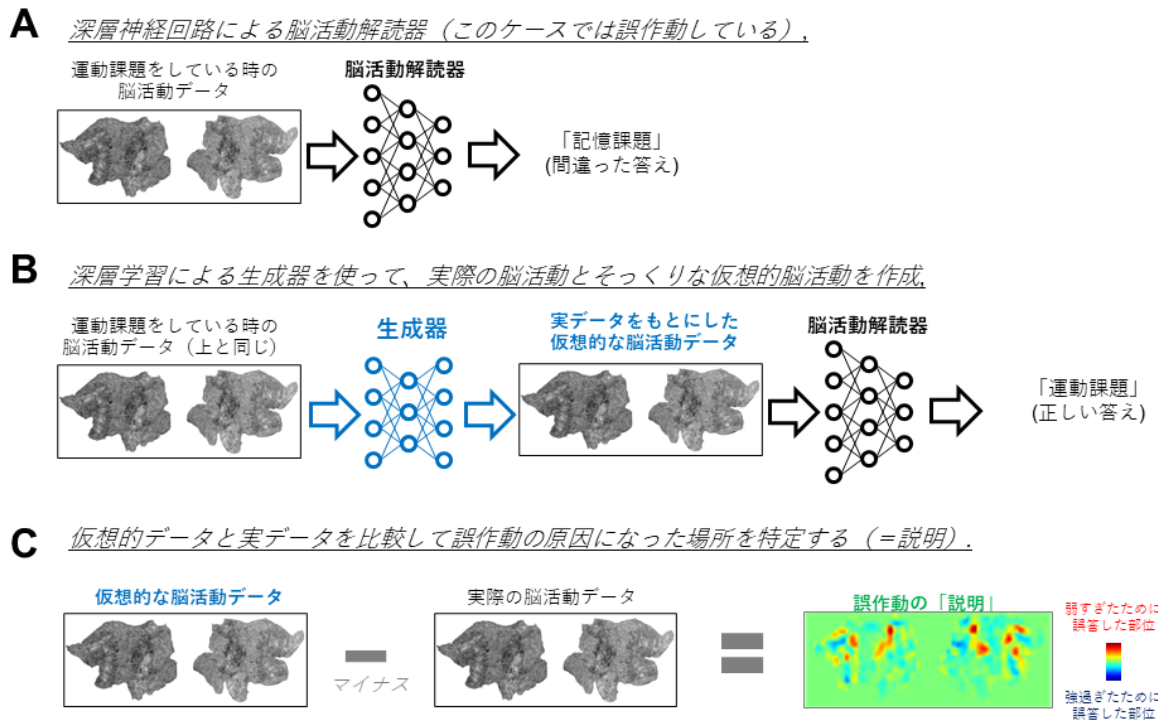 A 深層神経回路による脳活動解読器（このケースでは誤作動している）,
運動課題をしている時の
脳活動データ
脳活動解読器
「記憶課題」
(間違った答え)
B 深層学習による生成器を使って、実際の脳活動とそっくりな仮想的脳活動を作成,
運動課題をしている時の
脳活動データ（上と同じ）
生成器
実データをもとにした
仮想的な脳活動データ
脳活動解読器
「運動課題」
(正しい答え)
C 仮想的データと実データを比較して誤作動の原因になった場所を特定する（＝説明）.
仮想的な脳活動データ
マイナス
実際の脳活動データ
誤作動の「説明」
弱すぎたために
誤答した部位
強過ぎたために
誤答した部位